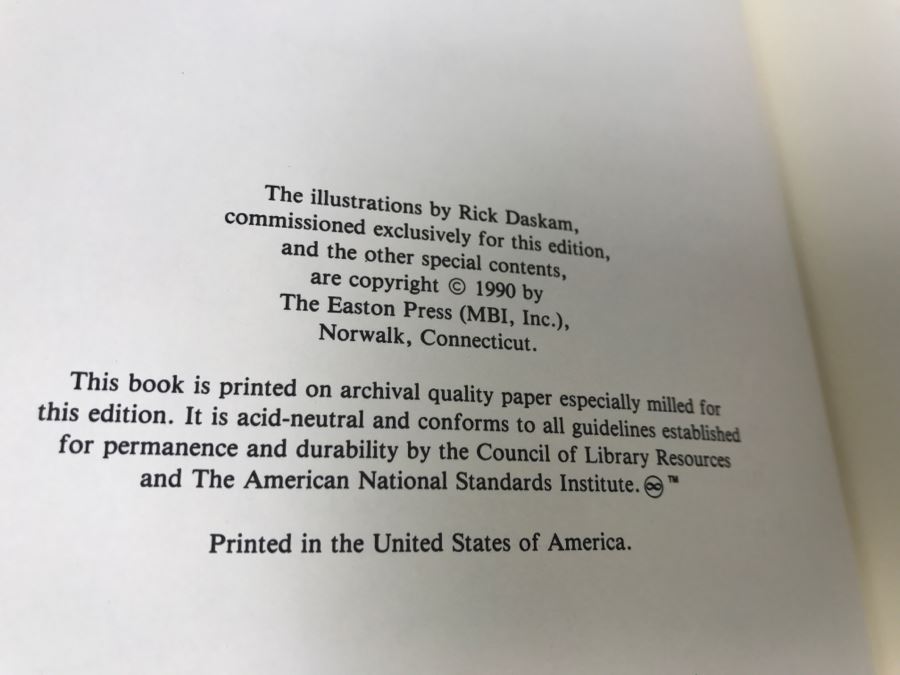 The illustrations by Rick Daskam,
commissioned exclusively for this edition,
and the other special contents,
are copyright © 1990 by
The Easton Press (MBI, Inc.),
Norwalk, Connecticut.
This book is printed on archival quality paper especially milled for
this edition. It is acid-neutral and conforms to all guidelines established
for permanence and durability by the Council of Library Resources
and The American National Standards Institute. ♾™
Printed in the United States of America.